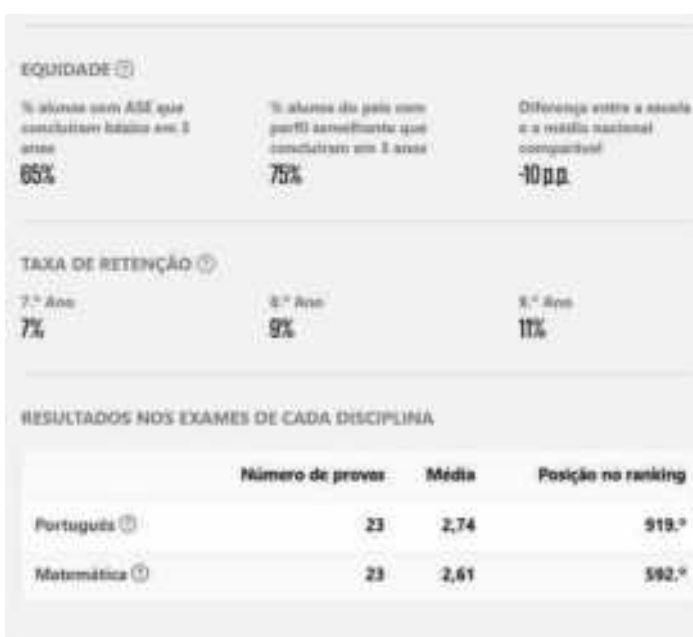 EQUIDADE ?
% alunos com ASE que
concluíram básico em 3
anos
65%
% alunos do país com
perfil semelhante que
concluíram em 3 anos
75%
Diferença entre a escola
e a média nacional
comparável
-10 p.p.
TAXA DE RETENÇÃO ?
7.º Ano
7%
8.º Ano
9%
9.º Ano
11%
RESULTADOS NOS EXAMES DE CADA DISCIPLINA
Número de provas Média Posição no ranking
Português ? 23 2,74 919.º
Matemática ? 23 2,61 592.º